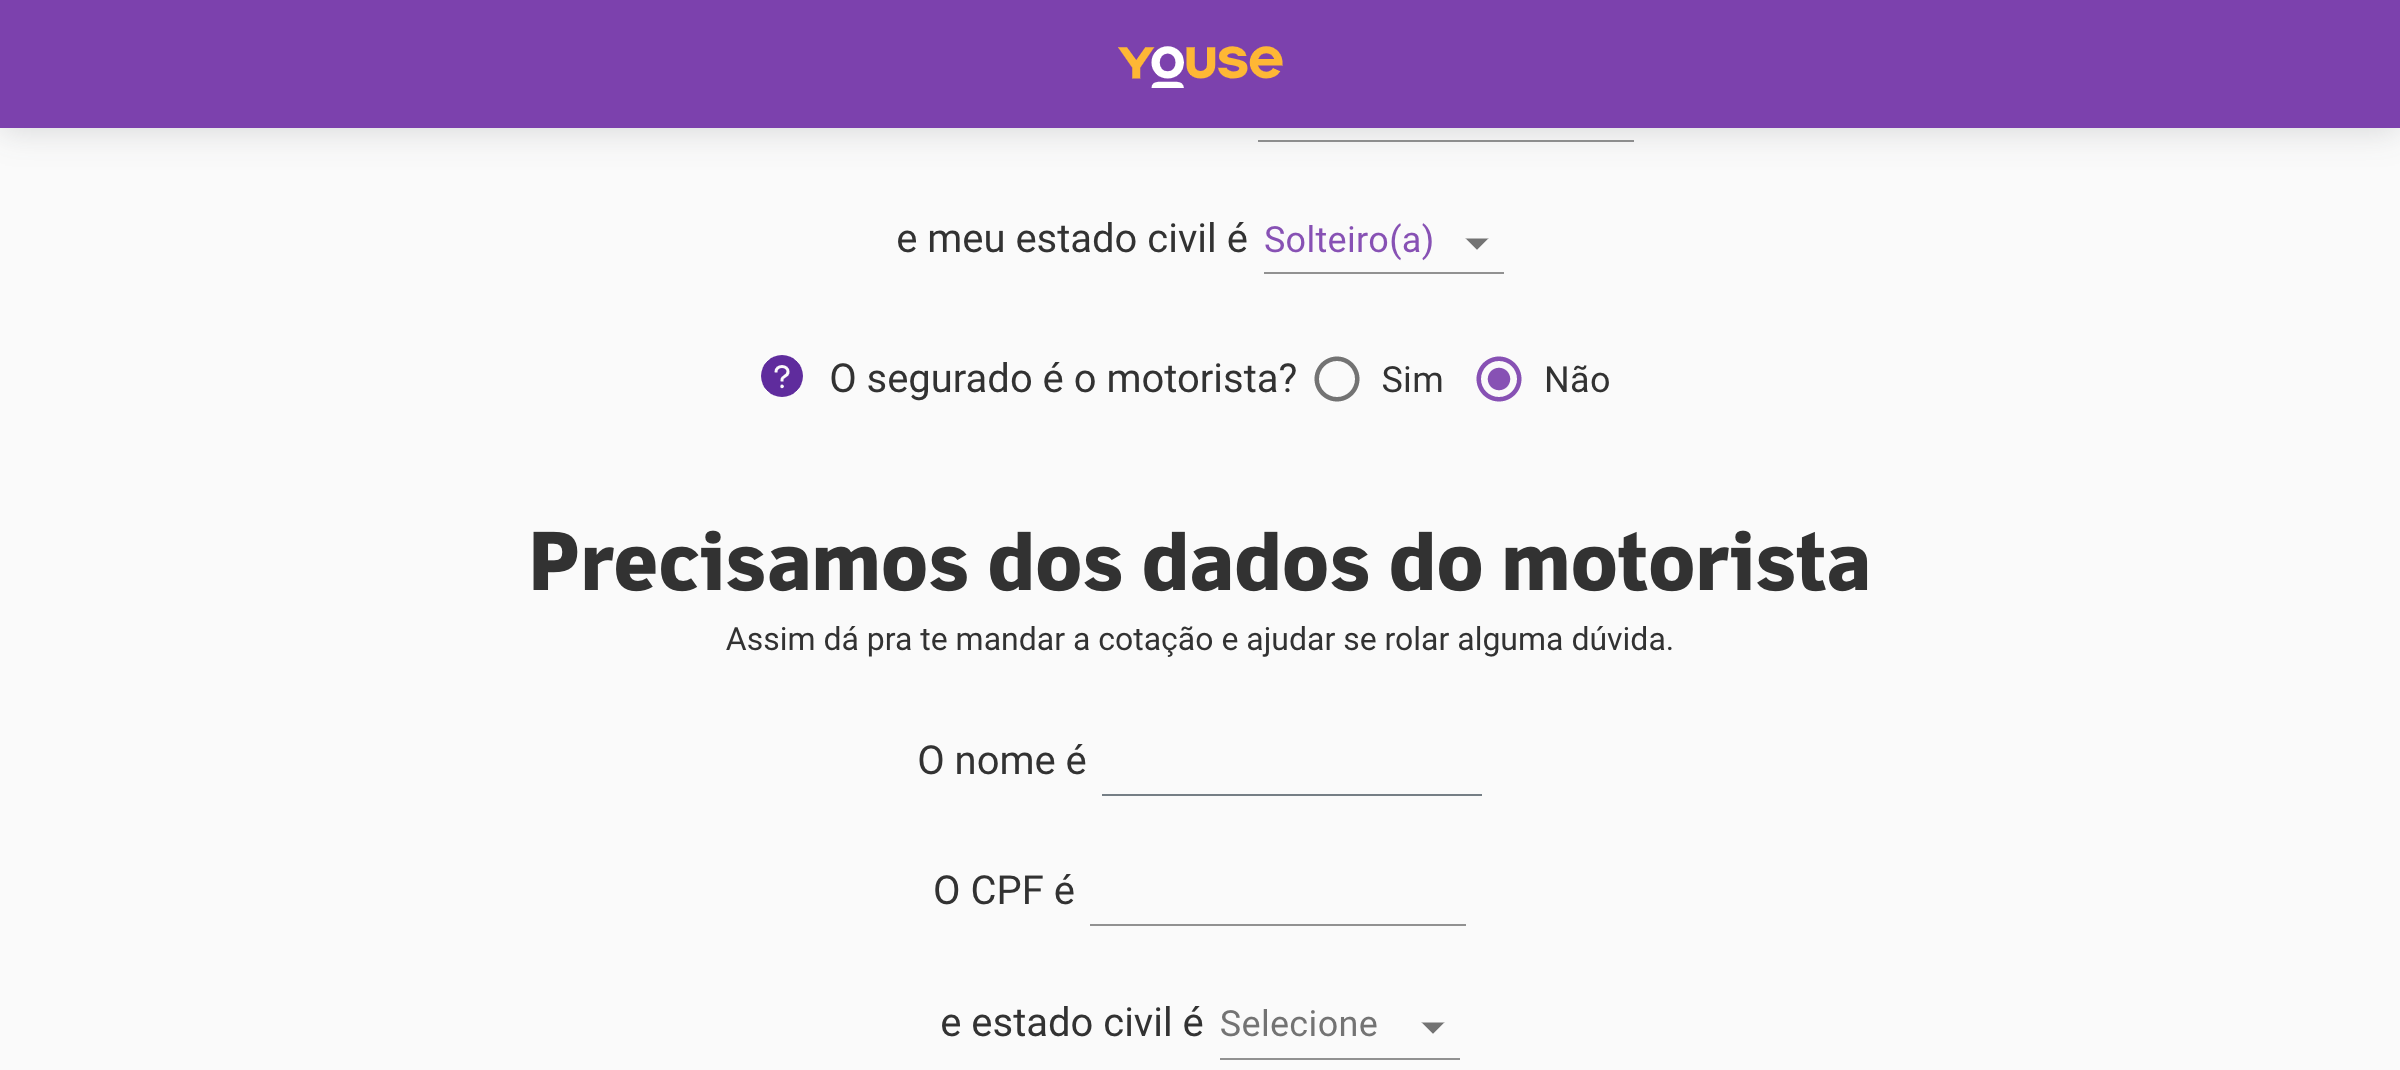 YOUSE
e meu estado civil é Solteiro(a)
? O segurado é o motorista? Sim Não
Precisamos dos dados do motorista
Assim dá pra te mandar a cotação e ajudar se rolar alguma dúvida.
O nome é
O CPF é
e estado civil é Selecione